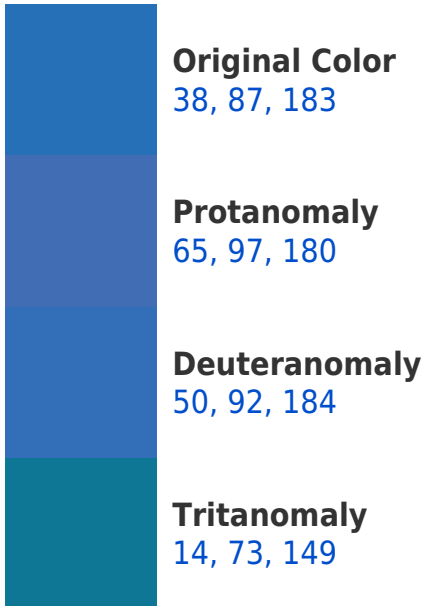 Original Color
38, 87, 183
Protanomaly
65, 97, 180
Deuteranomaly
50, 92, 184
Tritanomaly
14, 73, 149